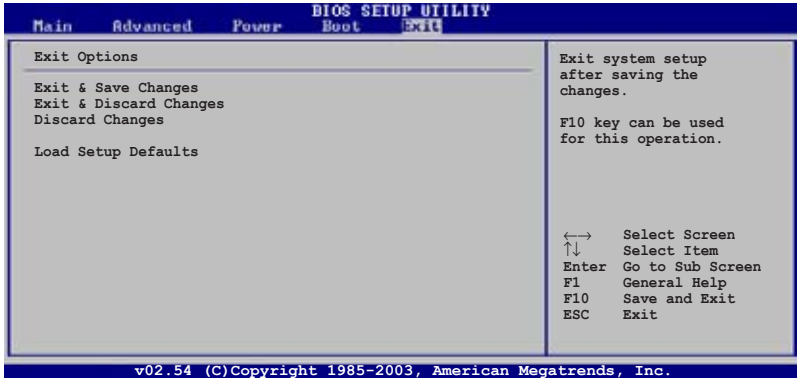 BIOS SETUP UTILITY
Main Advanced Power Boot Exit
Exit Options
Exit & Save Changes
Exit & Discard Changes
Discard Changes
Load Setup Defaults
Exit system setup
after saving the
changes.
F10 key can be used
for this operation.
←→ Select Screen
↑↓ Select Item
Enter Go to Sub Screen
F1 General Help
F10 Save and Exit
ESC Exit
v02.54 (C)Copyright 1985-2003, American Megatrends, Inc.